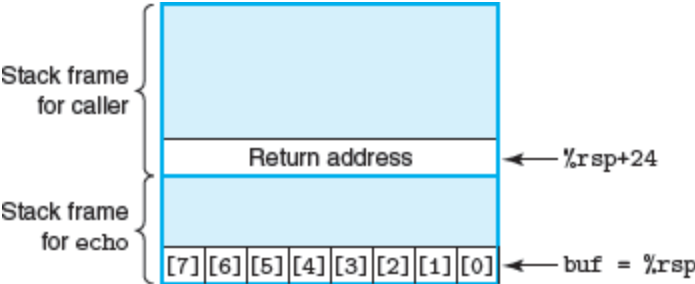 Stack frame
for caller
Return address
%rsp+24
Stack frame
for echo
[7] [6] [5] [4] [3] [2] [1] [0]
buf = %rsp